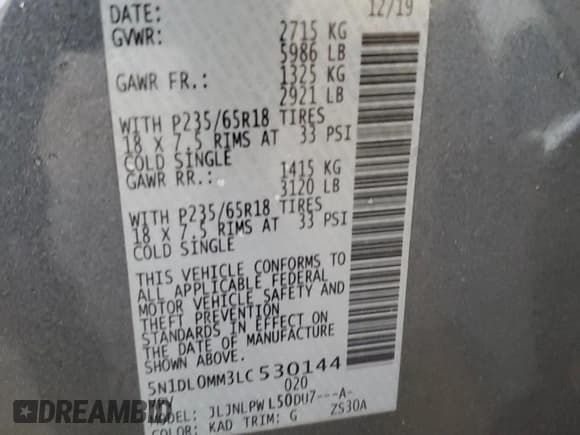 DATE: 12/19
GVWR: 2715 KG
5986 LB
GAWR FR.: 1325 KG
2921 LB
WITH P235/65R18 TIRES
18 X 7.5 RIMS AT 33 PSI
COLD SINGLE
GAWR RR.: 1415 KG
3120 LB
WITH P235/65R18 TIRES
18 X 7.5 RIMS AT 33 PSI
COLD SINGLE
THIS VEHICLE CONFORMS TO
ALL APPLICABLE FEDERAL
MOTOR VEHICLE SAFETY AND
THEFT PREVENTION
STANDARDS IN EFFECT ON
THE DATE OF MANUFACTURE
SHOWN ABOVE.
5N1DL0MM3LC530144
020
MODEL: JLJNLPW L50DU7---A-
COLOR: KAD TRIM: G ZS30A